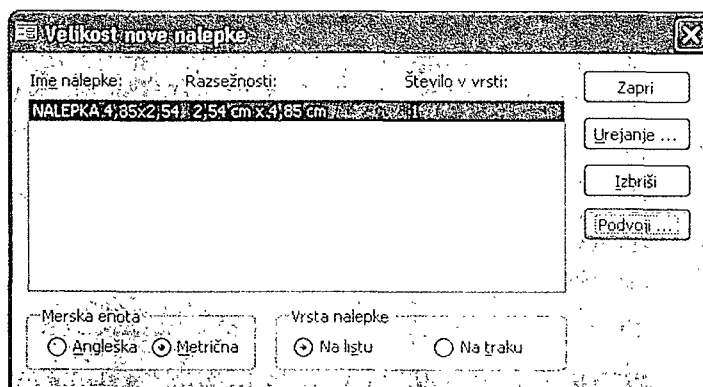 Velikost nove nalepke
Ime nalepke: Razsežnosti: Število v vrsti:
NALEPKA 4,85x2,54 2,54 cm x 4,85 cm 1
Zapri
Urejanje ...
Izbriši
Podvoji ...
Merska enota Vrsta nalepke
Angleška Metrična Na listu Na traku